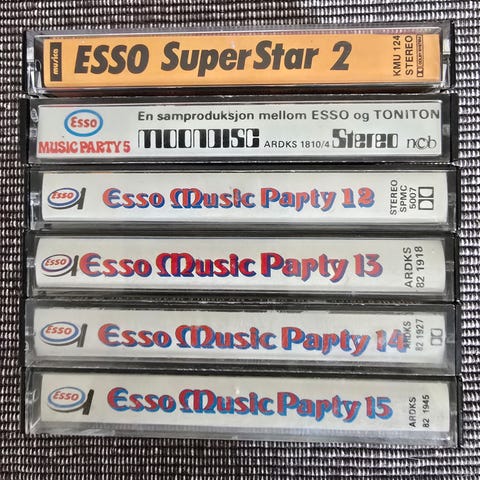 musica
ESSO SuperStar 2
KMU 124
STEREO
Esso
MUSIC PARTY 5
En samproduksjon mellom ESSO og TONITON
MOONDISC ARDKS 1810/4 Stereo ncb
Esso
Esso Music Party 12
STEREO
SPMC
5007
Esso
Esso Music Party 13
ARDKS
82 1918
Esso
Esso Music Party 14
ARDKS
82 1927
Esso
Esso Music Party 15
ARDKS
82 1945